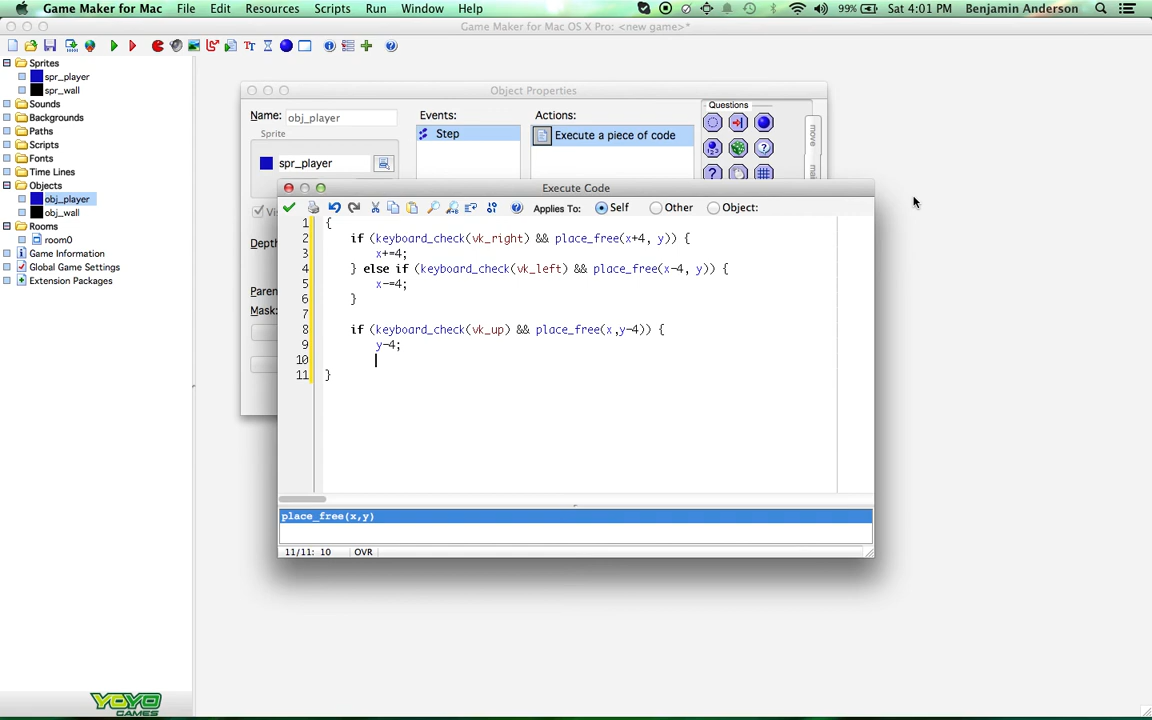 Game Maker for Mac File Edit Resources Scripts Run Window Help 99% Sat 4:01 PM Benjamin Anderson
Game Maker for Mac OS X Pro: <new game>*
Sprites
spr_player
spr_wall
Sounds
Backgrounds
Paths
Scripts
Fonts
Time Lines
Objects
obj_player
obj_wall
Rooms
room0
Game Information
Global Game Settings
Extension Packages
Object Properties
Name: obj_player
Sprite
spr_player
Events:
Step
Actions:
Execute a piece of code
Questions
move
Execute Code
Applies To: Self Other Object:
1 {
2 if (keyboard_check(vk_right) && place_free(x+4, y)) {
3 x+=4;
4 } else if (keyboard_check(vk_left) && place_free(x-4, y)) {
5 x-=4;
6 }
7
8 if (keyboard_check(vk_up) && place_free(x,y-4)) {
9 y-4;
10
11 }
place_free(x,y)
11/11: 10 OVR
Mask:
YOYO
GAMES